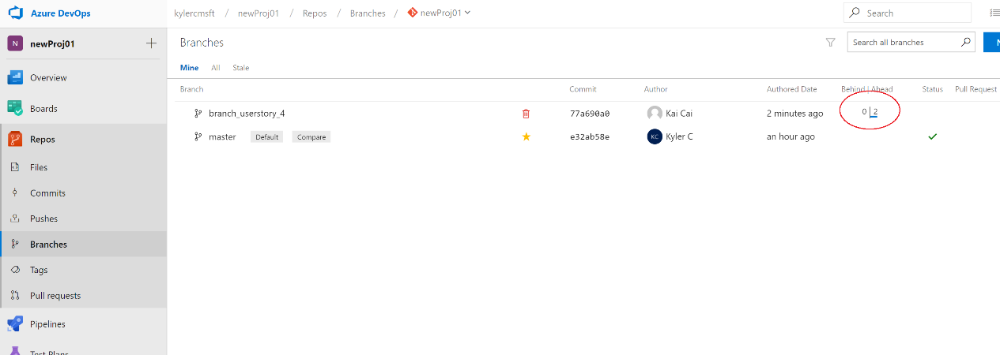 Azure DevOps
kylercmsft / newProj01 / Repos / Branches / newProj01
Search
N newProj01
Branches
Search all branches
N
Mine All Stale
Overview
Branch Commit Author Authored Date Behind | Ahead Status Pull Request
Boards
branch_userstory_4 77a690a0 Kai Cai 2 minutes ago 0 | 2
Repos
master Default Compare e32ab58e KC Kyler C an hour ago
Files
Commits
Pushes
Branches
Tags
Pull requests
Pipelines
Test Plans